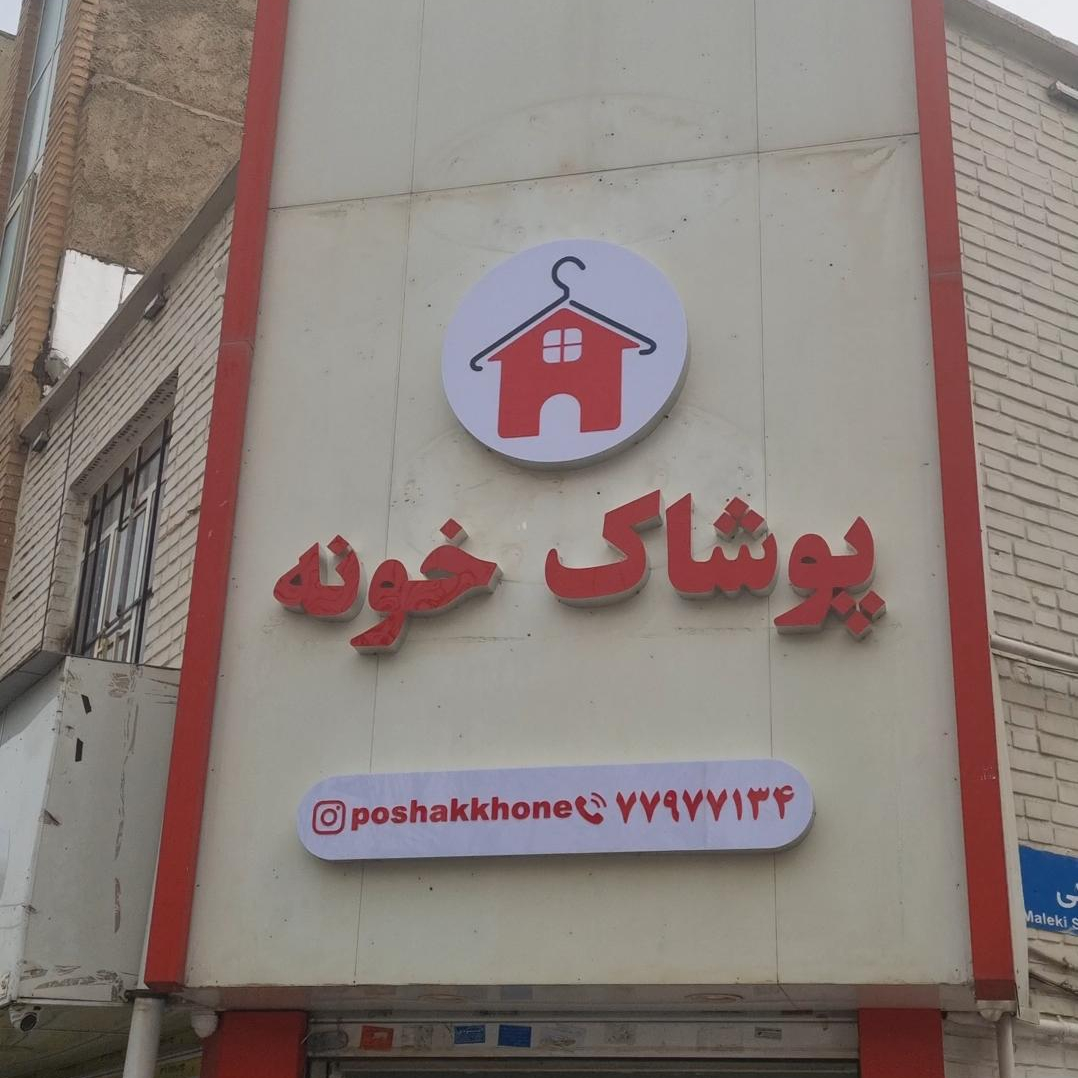 پوشاک خونه
poshakkhone ۷۷۹۷۷۱۳۴
Maleki